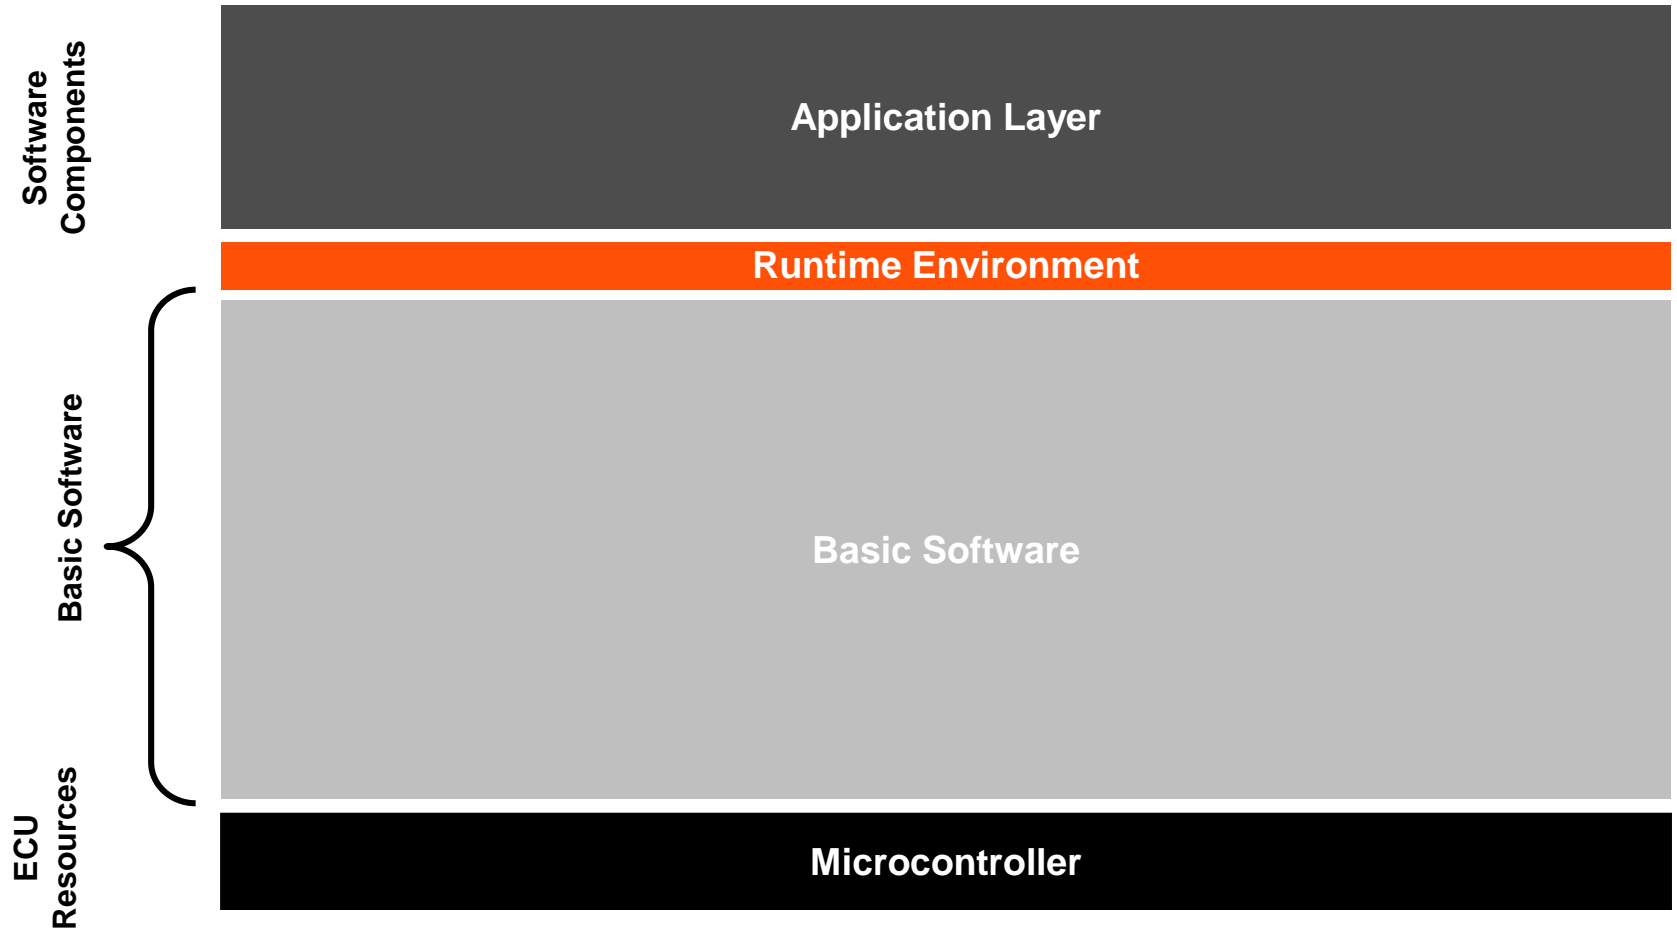 Software
Components
Application Layer
Runtime Environment
Basic Software
Basic Software
ECU
Resources
Microcontroller